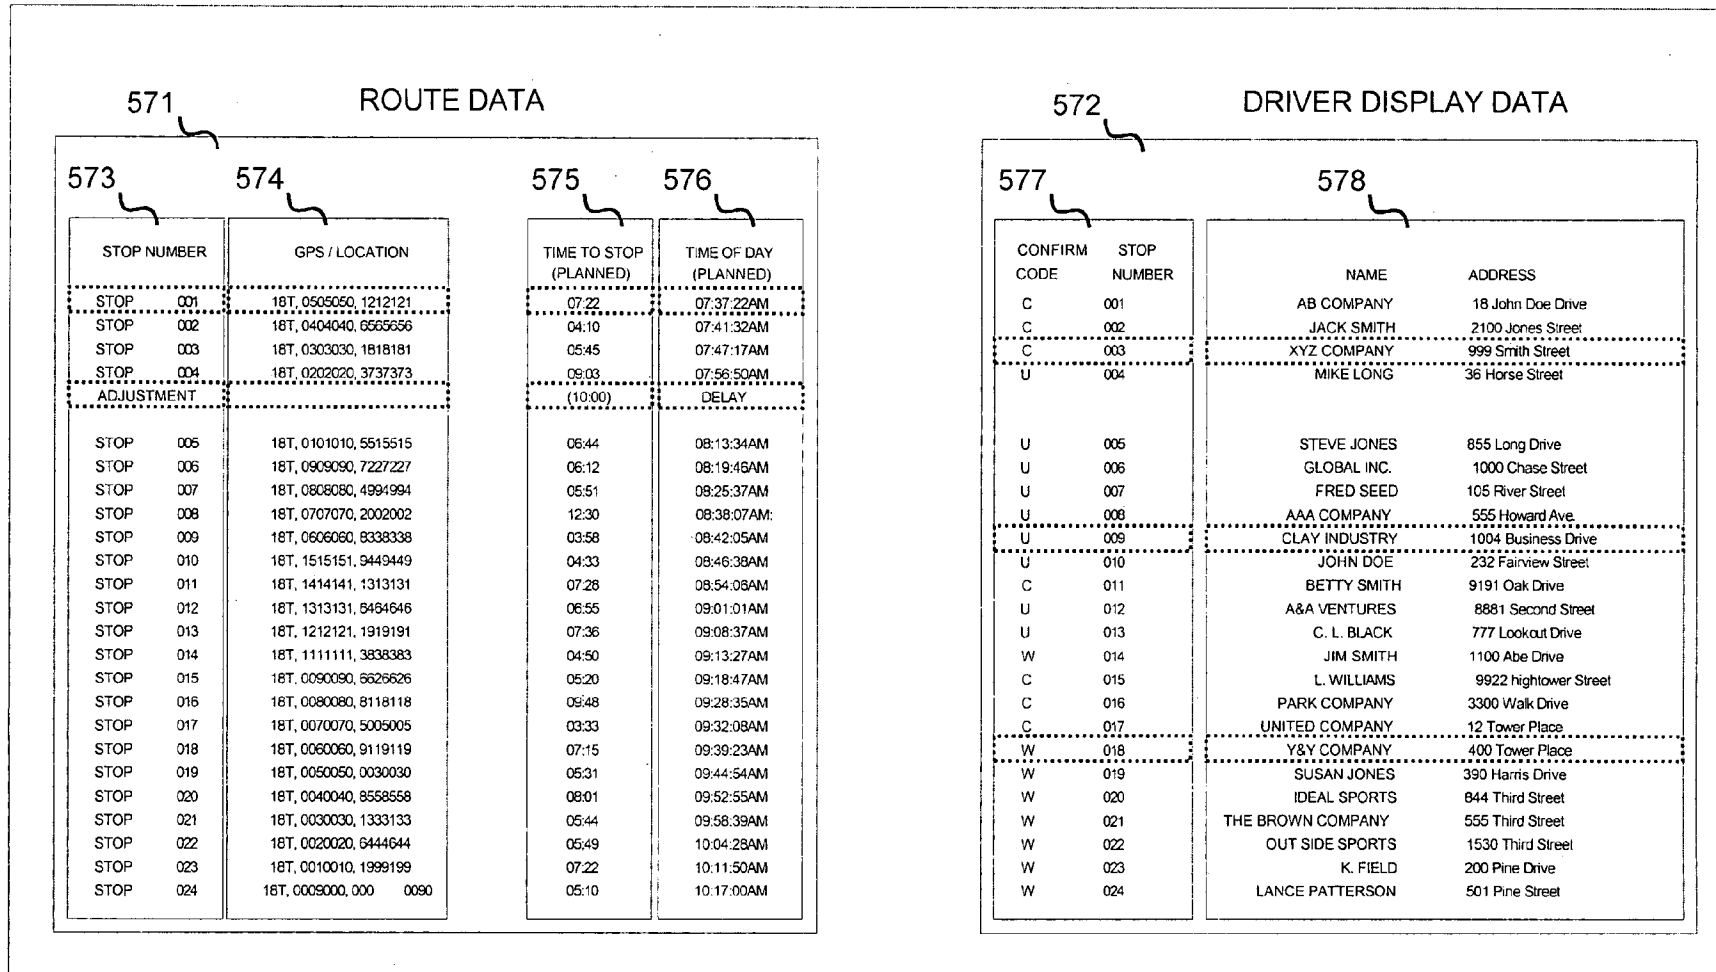 571 ROUTE DATA
573 574 575 576
STOP NUMBER GPS / LOCATION TIME TO STOP (PLANNED) TIME OF DAY (PLANNED)
STOP 001 18T, 0505050, 1212121 07:22 07:37:22AM
STOP 002 18T, 0404040, 6565656 04:10 07:41:32AM
STOP 003 18T, 0303030, 1818181 05:45 07:47:17AM
STOP 004 18T, 0202020, 3737373 09:03 07:56:50AM
ADJUSTMENT (10:00) DELAY
STOP 005 18T, 0101010, 5515515 06:44 08:13:34AM
STOP 006 18T, 0909090, 7227227 06:12 08:19:46AM
STOP 007 18T, 0808080, 4994994 05:51 08:25:37AM
STOP 008 18T, 0707070, 2002002 12:30 08:38:07AM:
STOP 009 18T, 0606060, 8338338 03:58 08:42:05AM
STOP 010 18T, 1515151, 9449449 04:33 08:46:38AM
STOP 011 18T, 1414141, 1313131 07:28 08:54:06AM
STOP 012 18T, 1313131, 6464646 06:55 09:01:01AM
STOP 013 18T, 1212121, 1919191 07:36 09:08:37AM
STOP 014 18T, 1111111, 3838383 04:50 09:13:27AM
STOP 015 18T, 0090090, 6626626 05:20 09:18:47AM
STOP 016 18T, 0080080, 8118118 09:48 09:28:35AM
STOP 017 18T, 0070070, 5005005 03:33 09:32:08AM
STOP 018 18T, 0060060, 9119119 07:15 09:39:23AM
STOP 019 18T, 0050050, 0030030 05:31 09:44:54AM
STOP 020 18T, 0040040, 8558558 08:01 09:52:55AM
STOP 021 18T, 0030030, 1333133 05:44 09:58:39AM
STOP 022 18T, 0020020, 6444644 05:49 10:04:28AM
STOP 023 18T, 0010010, 1999199 07:22 10:11:50AM
STOP 024 18T, 0009000, 000 0090 05:10 10:17:00AM
572 DRIVER DISPLAY DATA
577 578
CONFIRM CODE STOP NUMBER NAME ADDRESS
C 001 AB COMPANY 18 John Doe Drive
C 002 JACK SMITH 2100 Jones Street
C 003 XYZ COMPANY 999 Smith Street
U 004 MIKE LONG 36 Horse Street
U 005 STEVE JONES 855 Long Drive
U 006 GLOBAL INC. 1000 Chase Street
U 007 FRED SEED 105 River Street
U 008 AAA COMPANY 555 Howard Ave.
U 009 CLAY INDUSTRY 1004 Business Drive
U 010 JOHN DOE 232 Fairview Street
C 011 BETTY SMITH 9191 Oak Drive
U 012 A&A VENTURES 8881 Second Street
U 013 C. L. BLACK 777 Lookout Drive
W 014 JIM SMITH 1100 Abe Drive
C 015 L. WILLIAMS 9922 hightower Street
C 016 PARK COMPANY 3300 Walk Drive
C 017 UNITED COMPANY 12 Tower Place
W 018 Y&Y COMPANY 400 Tower Place
W 019 SUSAN JONES 390 Harris Drive
W 020 IDEAL SPORTS 844 Third Street
W 021 THE BROWN COMPANY 555 Third Street
W 022 OUT SIDE SPORTS 1530 Third Street
W 023 K. FIELD 200 Pine Drive
W 024 LANCE PATTERSON 501 Pine Street